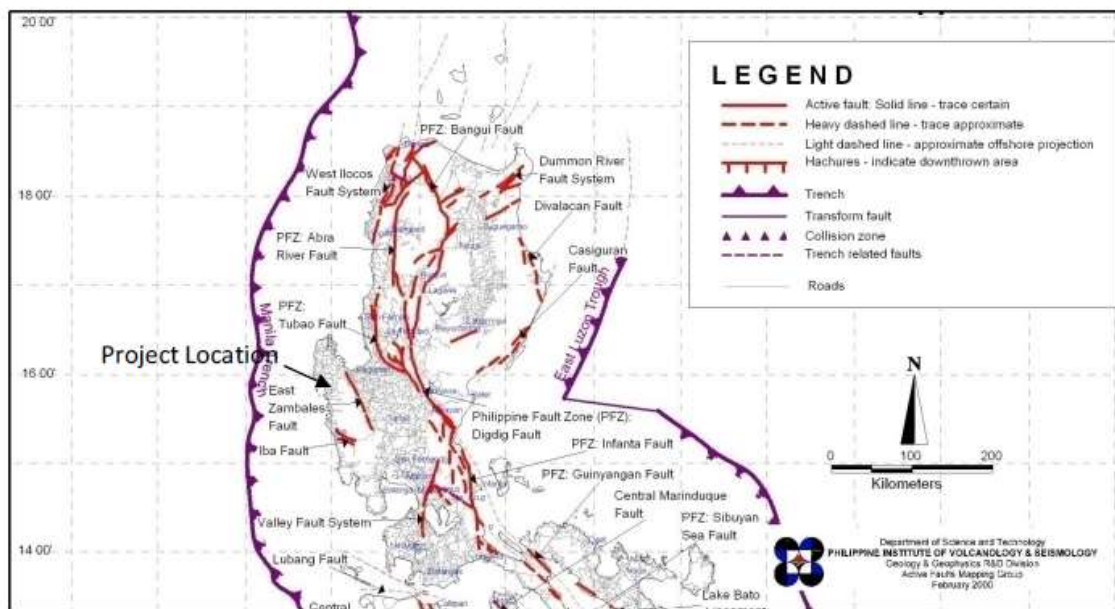 20 00'
18 00'
16 00'
14 00'
LEGEND
Active fault: Solid line - trace certain
Heavy dashed line - trace approximate
Light dashed line - approximate offshore projection
Hachures - indicate downthrown area
Trench
Transform fault
Collision zone
Trench related faults
Roads
PFZ: Bangui Fault
West Ilocos
Fault System
Dummon River
Fault System
Divalacan Fault
PFZ: Abra
River Fault
Casiguran
Fault
PFZ:
Tubao Fault
Manila Trench
East Luzon Trough
Project Location
East
Zambales
Fault
Iba Fault
Philippine Fault Zone (PFZ):
Digdig Fault
PFZ: Infanta Fault
PFZ: Guinyangan Fault
Central Marinduque
Fault
PFZ: Sibuyan
Sea Fault
Valley Fault System
Lubang Fault
Central
Lake Bato
N
100 0 100 200
Kilometers
Department of Science and Technology
PHILIPPINE INSTITUTE OF VOLCANOLOGY & SEISMOLOGY
Geology & Geophysics R&D Division
Active Faults Mapping Group
February 2000